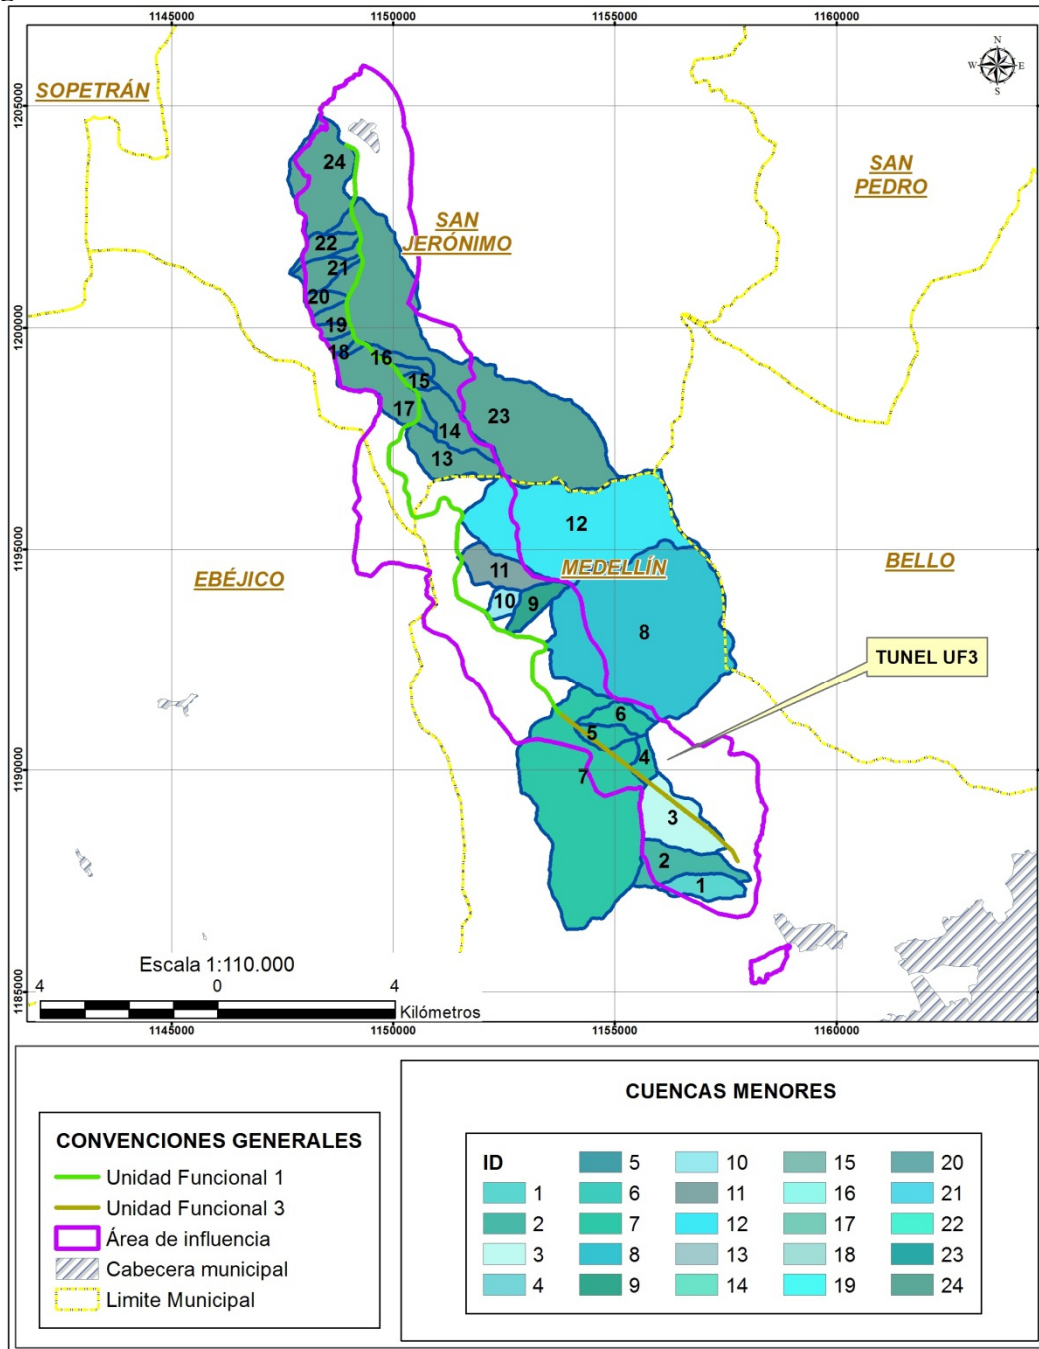 1145000 1150000 1155000 1160000
N
W E
S
SOPETRÁN
1205000
24
SAN
PEDRO
SAN
JERÓNIMO
22
21
20
1200000
19
18
16
15
17
23
14
13
12
1195000
11
MEDELLÍN
BELLO
EBÉJICO
10
9
8
TUNEL UF3
6
5
4
7
1190000
3
2
1
Escala 1:110.000
4 0 4
Kilómetros
1185000
1145000 1150000 1155000 1160000
CONVENCIONES GENERALES
Unidad Funcional 1
Unidad Funcional 3
Área de influencia
Cabecera municipal
Limite Municipal
CUENCAS MENORES
ID 5 10 15 20
1 6 11 16 21
2 7 12 17 22
3 8 13 18 23
4 9 14 19 24